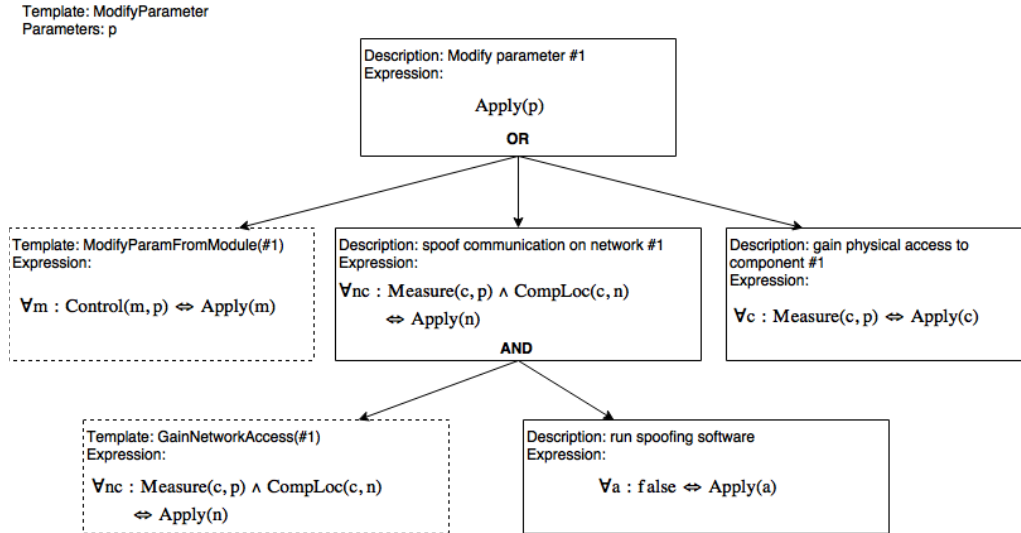 Template: ModifyParameter
Parameters: p
Description: Modify parameter #1
Expression:
Apply(p)
OR
Template: ModifyParamFromModule(#1)
Expression:
∀m : Control(m, p) ⇔ Apply(m)
Description: spoof communication on network #1
Expression:
∀nc : Measure(c, p) ∧ CompLoc(c, n)
⇔ Apply(n)
AND
Description: gain physical access to
component #1
Expression:
∀c : Measure(c, p) ⇔ Apply(c)
Template: GainNetworkAccess(#1)
Expression:
∀nc : Measure(c, p) ∧ CompLoc(c, n)
⇔ Apply(n)
Description: run spoofing software
Expression:
∀a : false ⇔ Apply(a)